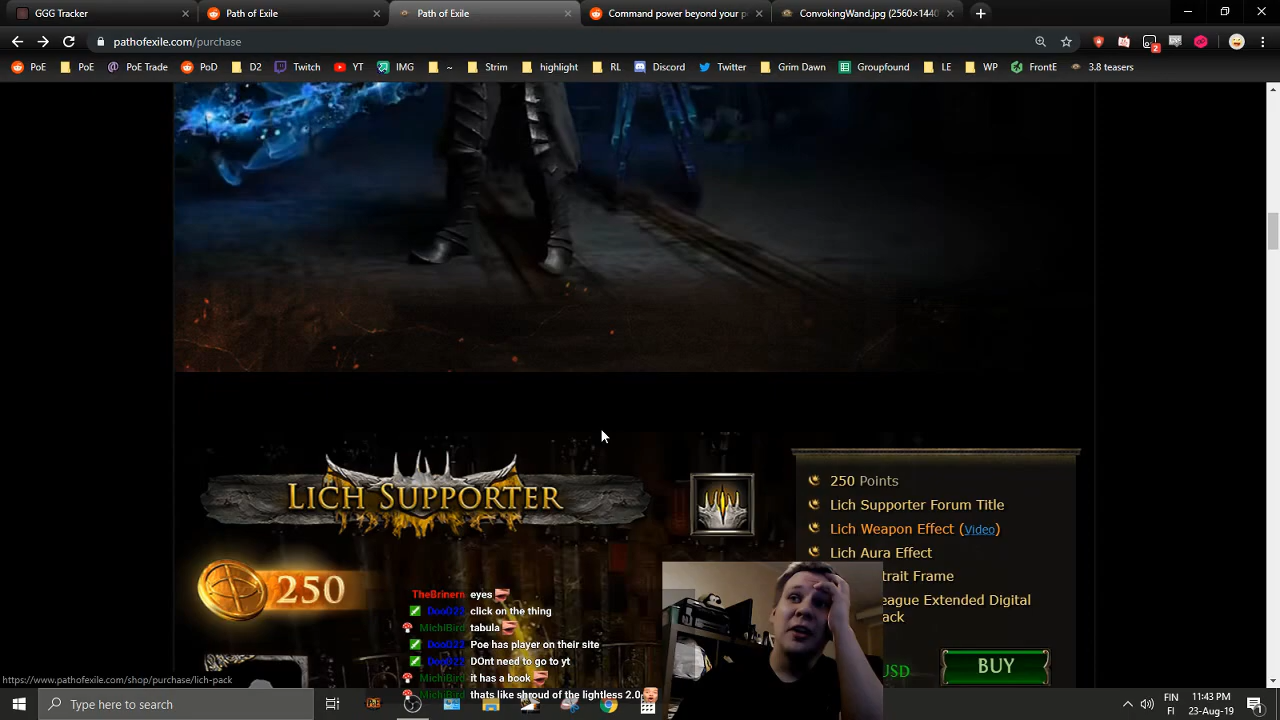 GGG Tracker
Path of Exile
Path of Exile
Command power beyond your p
ConvokingWand.jpg (2560×1440
pathofexile.com/purchase
2
PoE
PoE
PoE Trade
PoD
D2
Twitch
YT
IMG
~
Strim
highlight
RL
Discord
Twitter
Grim Dawn
Groupfound
LE
WP
FrontE
3.8 teasers
LICH SUPPORTER
250
250 Points
Lich Supporter Forum Title
Lich Weapon Effect (Video)
Lich Aura Effect
trait Frame
eague Extended Digital
ack
USD
BUY
TheBrinern eyes
click on the thing
MichiBird tabula
Poe has player on their site
DOnt need to go to yt
it has a book
MichiBird thats like shroud of the lightless 2.0
https://www.pathofexile.com/shop/purchase/lich-pack
Type here to search
FIN
FI
11:43 PM
23-Aug-19
1